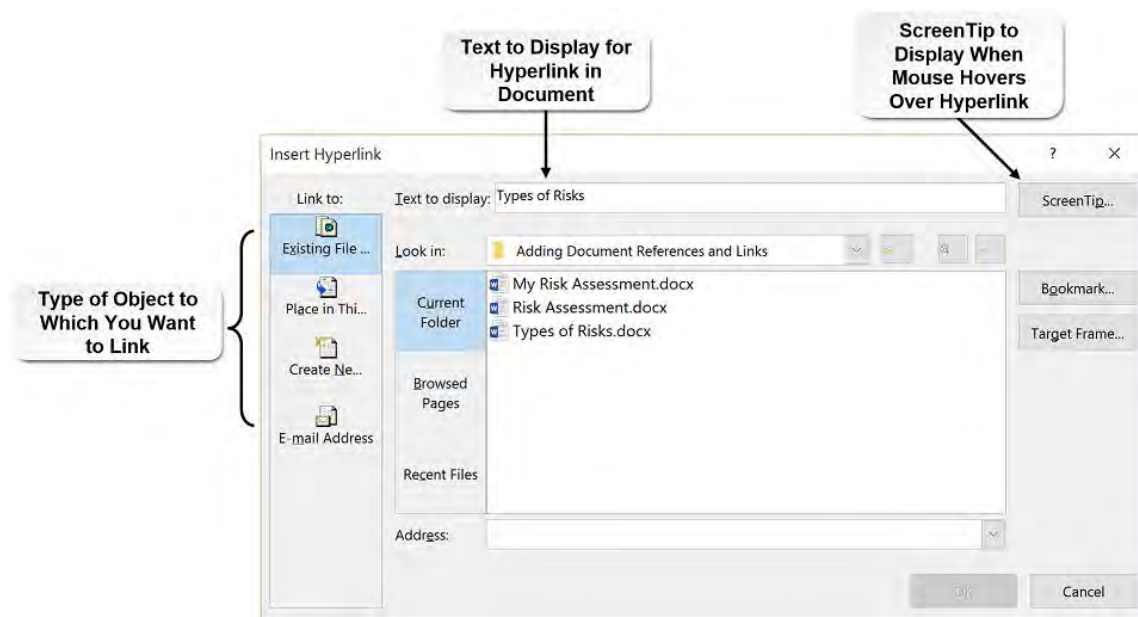 Text to Display for
Hyperlink in
Document
ScreenTip to
Display When
Mouse Hovers
Over Hyperlink
Insert Hyperlink
? ×
Link to:
Text to display: Types of Risks
ScreenTip...
Existing File ...
Look in: Adding Document References and Links
Type of Object to
Which You Want
to Link
Place in Thi...
Create Ne...
E-mail Address
Current
Folder
Browsed
Pages
Recent Files
My Risk Assessment.docx
Risk Assessment.docx
Types of Risks.docx
Bookmark...
Target Frame...
Address:
OK
Cancel